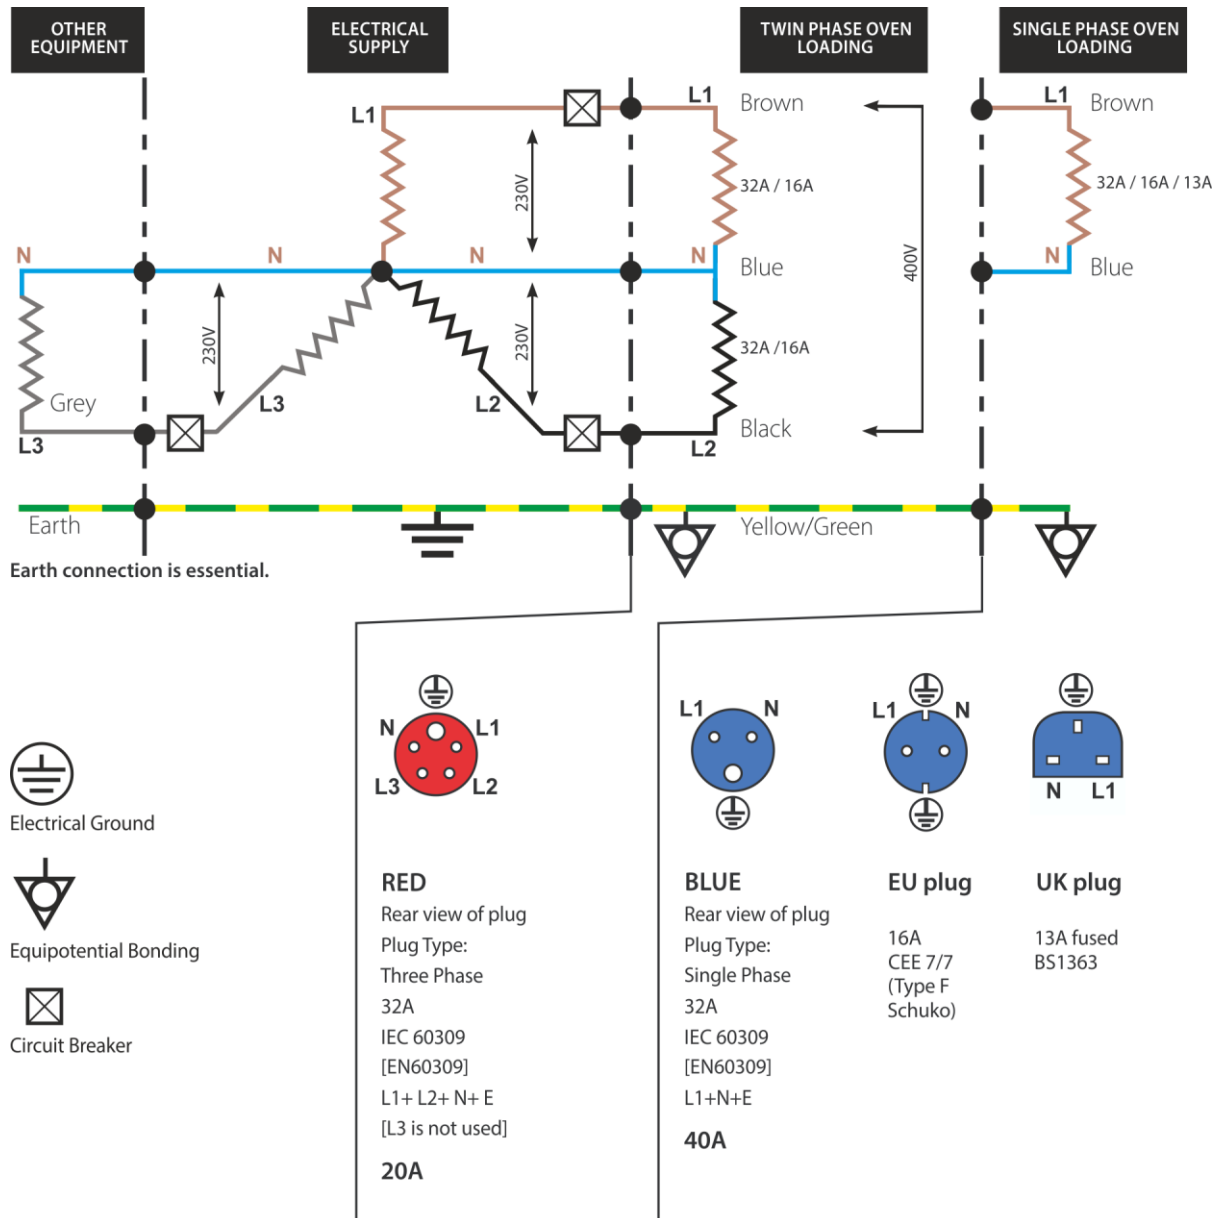 OTHER
EQUIPMENT
ELECTRICAL
SUPPLY
TWIN PHASE OVEN
LOADING
SINGLE PHASE OVEN
LOADING
L1
L1
Brown
L1
Brown
230V
32A / 16A
32A / 16A / 13A
N
N
N
N
Blue
400V
N
Blue
230V
230V
32A /16A
Grey
L3
L2
Black
L3
L2
Earth
Yellow/Green
Earth connection is essential.
N
L1
L3
L2
L1
N
L1
N
N
L1
Electrical Ground
Equipotential Bonding
Circuit Breaker
RED
Rear view of plug
Plug Type:
Three Phase
32A
IEC 60309
[EN60309]
L1+ L2+ N+ E
[L3 is not used]
20A
BLUE
Rear view of plug
Plug Type:
Single Phase
32A
IEC 60309
[EN60309]
L1+N+E
40A
EU plug
16A
CEE 7/7
(Type F
Schuko)
UK plug
13A fused
BS1363